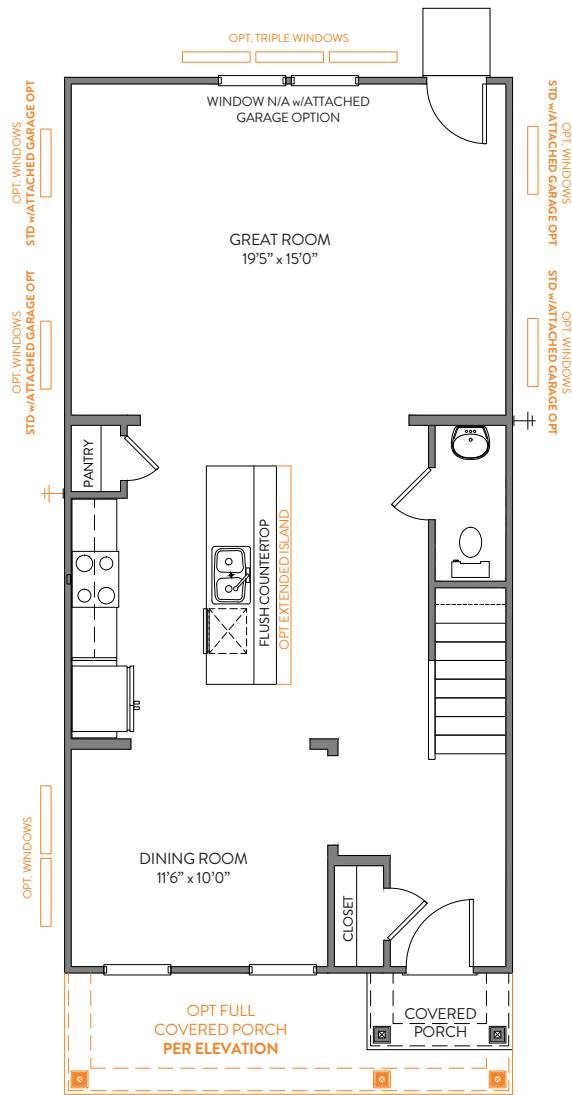 OPT. TRIPLE WINDOWS
WINDOW N/A w/ATTACHED
GARAGE OPTION
OPT. WINDOWS
STD w/ATTACHED GARAGE OPT
OPT. WINDOWS
STD w/ATTACHED GARAGE OPT
GREAT ROOM
19'5" x 15'0"
OPT. WINDOWS
STD w/ATTACHED GARAGE OPT
OPT. WINDOWS
STD w/ATTACHED GARAGE OPT
PANTRY
FLUSH COUNTERTOP
OPT EXTENDED ISLAND
OPT. WINDOWS
DINING ROOM
11'6" x 10'0"
CLOSET
OPT FULL
COVERED PORCH
PER ELEVATION
COVERED
PORCH